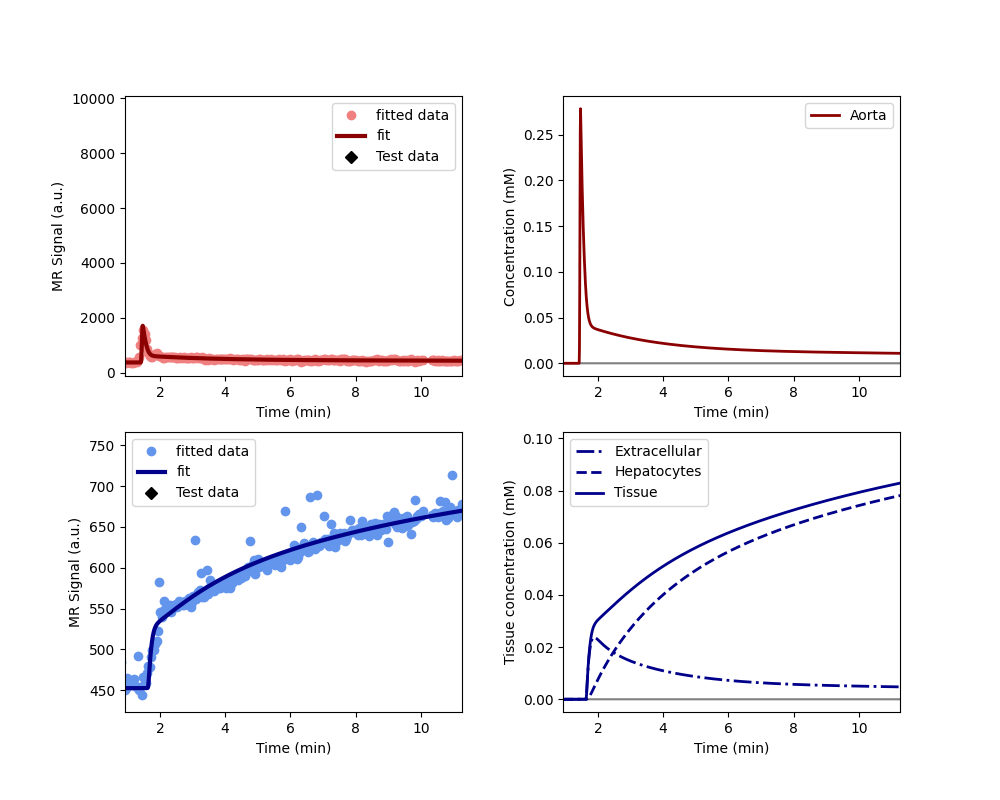 10000
8000
6000
4000
2000
0
MR Signal (a.u.)
fitted data
fit
Test data
2 4 6 8 10
Time (min)
0.25
0.20
0.15
0.10
0.05
0.00
Concentration (mM)
Aorta
2 4 6 8 10
Time (min)
750
700
650
600
550
500
450
MR Signal (a.u.)
fitted data
fit
Test data
2 4 6 8 10
Time (min)
0.10
0.08
0.06
0.04
0.02
0.00
Tissue concentration (mM)
Extracellular
Hepatocytes
Tissue
2 4 6 8 10
Time (min)